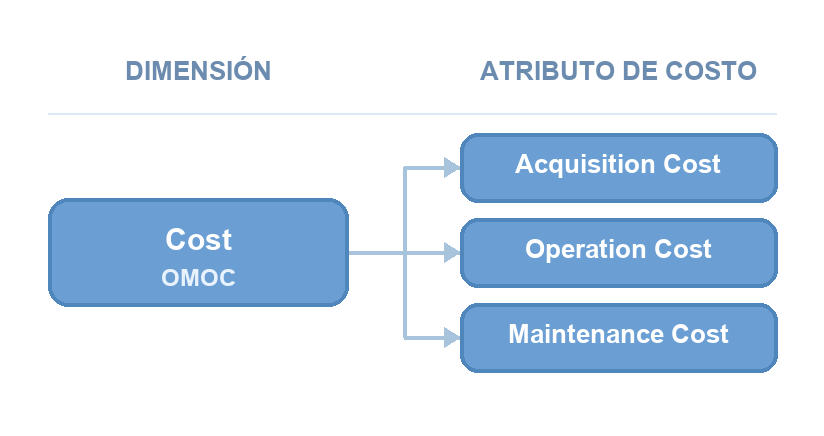 DIMENSIÓN
ATRIBUTO DE COSTO
Cost
OMOC
Acquisition Cost
Operation Cost
Maintenance Cost